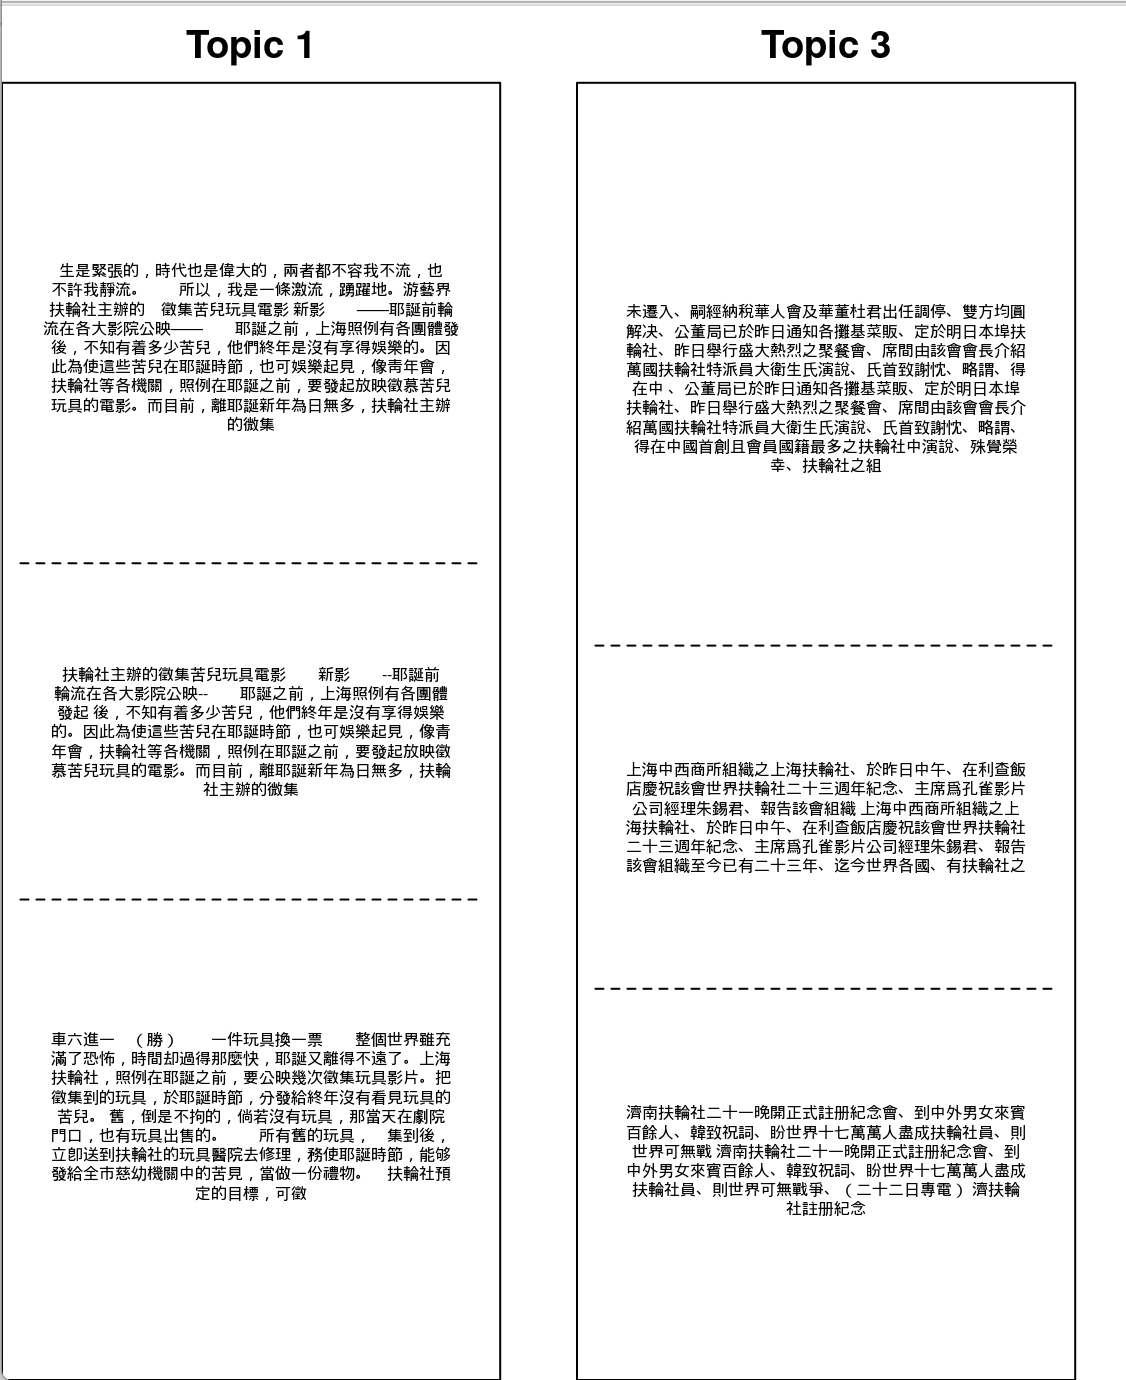 Topic 1
生是緊張的，時代也是偉大的，兩者都不容我不流，也
不許我靜流。　　所以，我是一條激流，踴躍地。游藝界
扶輪社主辦的　徵集苦兒玩具電影 新影　　——耶誕前輪
流在各大影院公映——　　耶誕之前，上海照例有各團體發
後，不知有着多少苦兒，他們終年是沒有享得娛樂的。因
此為使這些苦兒在耶誕時節，也可娛樂起見，像靑年會，
扶輪社等各機關，照例在耶誕之前，要發起放映徵慕苦兒
玩具的電影。而目前，離耶誕新年為日無多，扶輪社主辦
的微集
扶輪社主辦的徵集苦兒玩具電影　　新影　　--耶誕前
輪流在各大影院公映--　　耶誕之前，上海照例有各團體
發起 後，不知有着多少苦兒，他們終年是沒有享得娛樂
的。因此為使這些苦兒在耶誕時節，也可娛樂起見，像青
年會，扶輪社等各機關，照例在耶誕之前，要發起放映徵
慕苦兒玩具的電影。而目前，離耶誕新年為日無多，扶輪
社主辦的微集
車六進一　（勝）　　一件玩具換一票　　整個世界雖充
滿了恐怖，時間却過得那麼快，耶誕又離得不遠了。上海
扶輪社，照例在耶誕之前，要公映幾次徵集玩具影片。把
徵集到的玩具，於耶誕時節，分發給終年沒有看見玩具的
苦兒。 舊，倒是不拘的，倘若沒有玩具，那當天在劇院
門口，也有玩具出售的。　　所有舊的玩具，　集到後，
立卽送到扶輪社的玩具醫院去修理，務使耶誕時節，能够
發給全市慈幼機關中的苦見，當做一份禮物。　扶輪社預
定的目標，可徵
Topic 3
未遷入、嗣經納稅華人會及華董杜君出任調停、雙方均圓
解决、公董局已於昨日通知各攤基菜販、定於明日本埠扶
輪社、昨日舉行盛大熱烈之聚餐會、席間由該會會長介紹
萬國扶輪社特派員大衛生氏演說、氏首致謝忱、略謂、得
在中 、公董局已於昨日通知各攤基菜販、定於明日本埠
扶輪社、昨日舉行盛大熱烈之聚餐會、席間由該會會長介
紹萬國扶輪社特派員大衛生氏演說、氏首致謝忱、略謂、
得在中國首創且會員國籍最多之扶輪社中演說、殊覺榮
幸、扶輪社之組
上海中西商所組織之上海扶輪社、於昨日中午、在利查飯
店慶祝該會世界扶輪社二十三週年紀念、主席爲孔雀影片
公司經理朱錫君、報告該會組織 上海中西商所組織之上
海扶輪社、於昨日中午、在利查飯店慶祝該會世界扶輪社
二十三週年紀念、主席爲孔雀影片公司經理朱錫君、報告
該會組織至今已有二十三年、迄今世界各國、有扶輪社之
濟南扶輪社二十一晚開正式註册紀念會、到中外男女來賓
百餘人、韓致祝詞、盼世界十七萬萬人盡成扶輪社員、則
世界可無戰 濟南扶輪社二十一晚開正式註册紀念會、到
中外男女來賓百餘人、韓致祝詞、盼世界十七萬萬人盡成
扶輪社員、則世界可無戰爭、（二十二日專電） 濟扶輪
社註册紀念